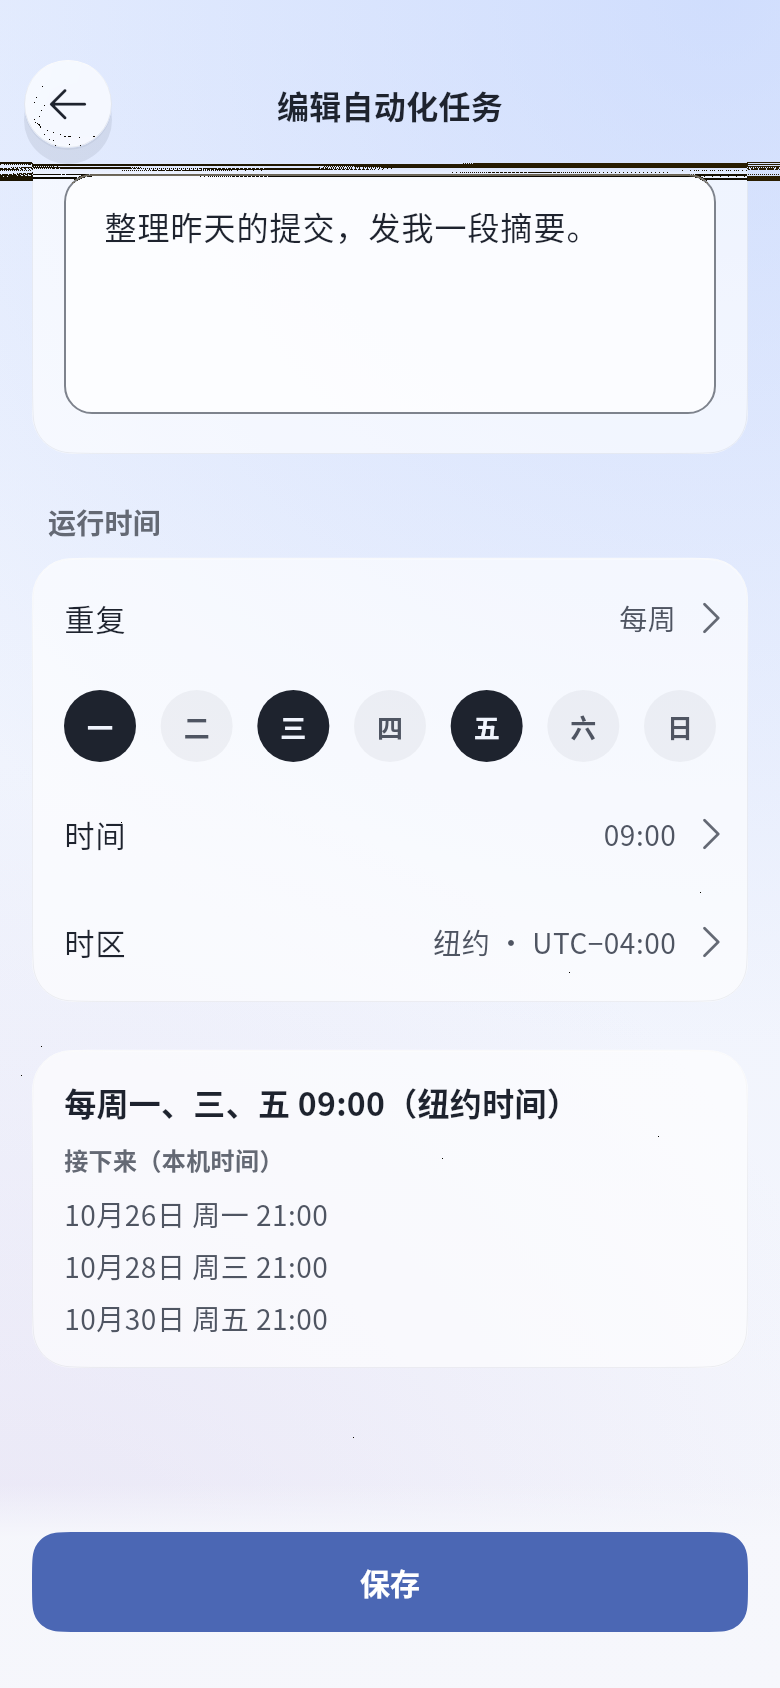 编辑自动化任务
整理昨天的提交，发我一段摘要。
运行时间
重复 每周
一 二 三 四 五 六 日
时间 09:00
时区 纽约 · UTC−04:00
每周一、三、五 09:00（纽约时间）
接下来（本机时间）
10月26日 周一 21:00
10月28日 周三 21:00
10月30日 周五 21:00
保存